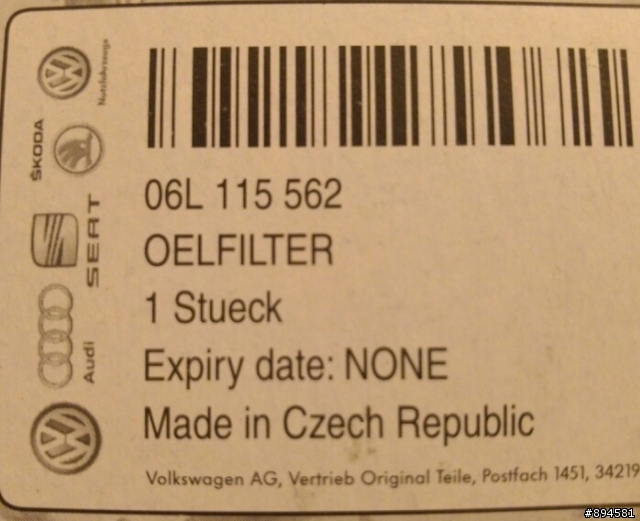 Nutzfahrzeuge
ŠKODA
SEAT
Audi
06L 115 562
OELFILTER
1 Stueck
Expiry date: NONE
Made in Czech Republic
Volkswagen AG, Vertrieb Original Teile, Postfach 1451, 34219
#894581